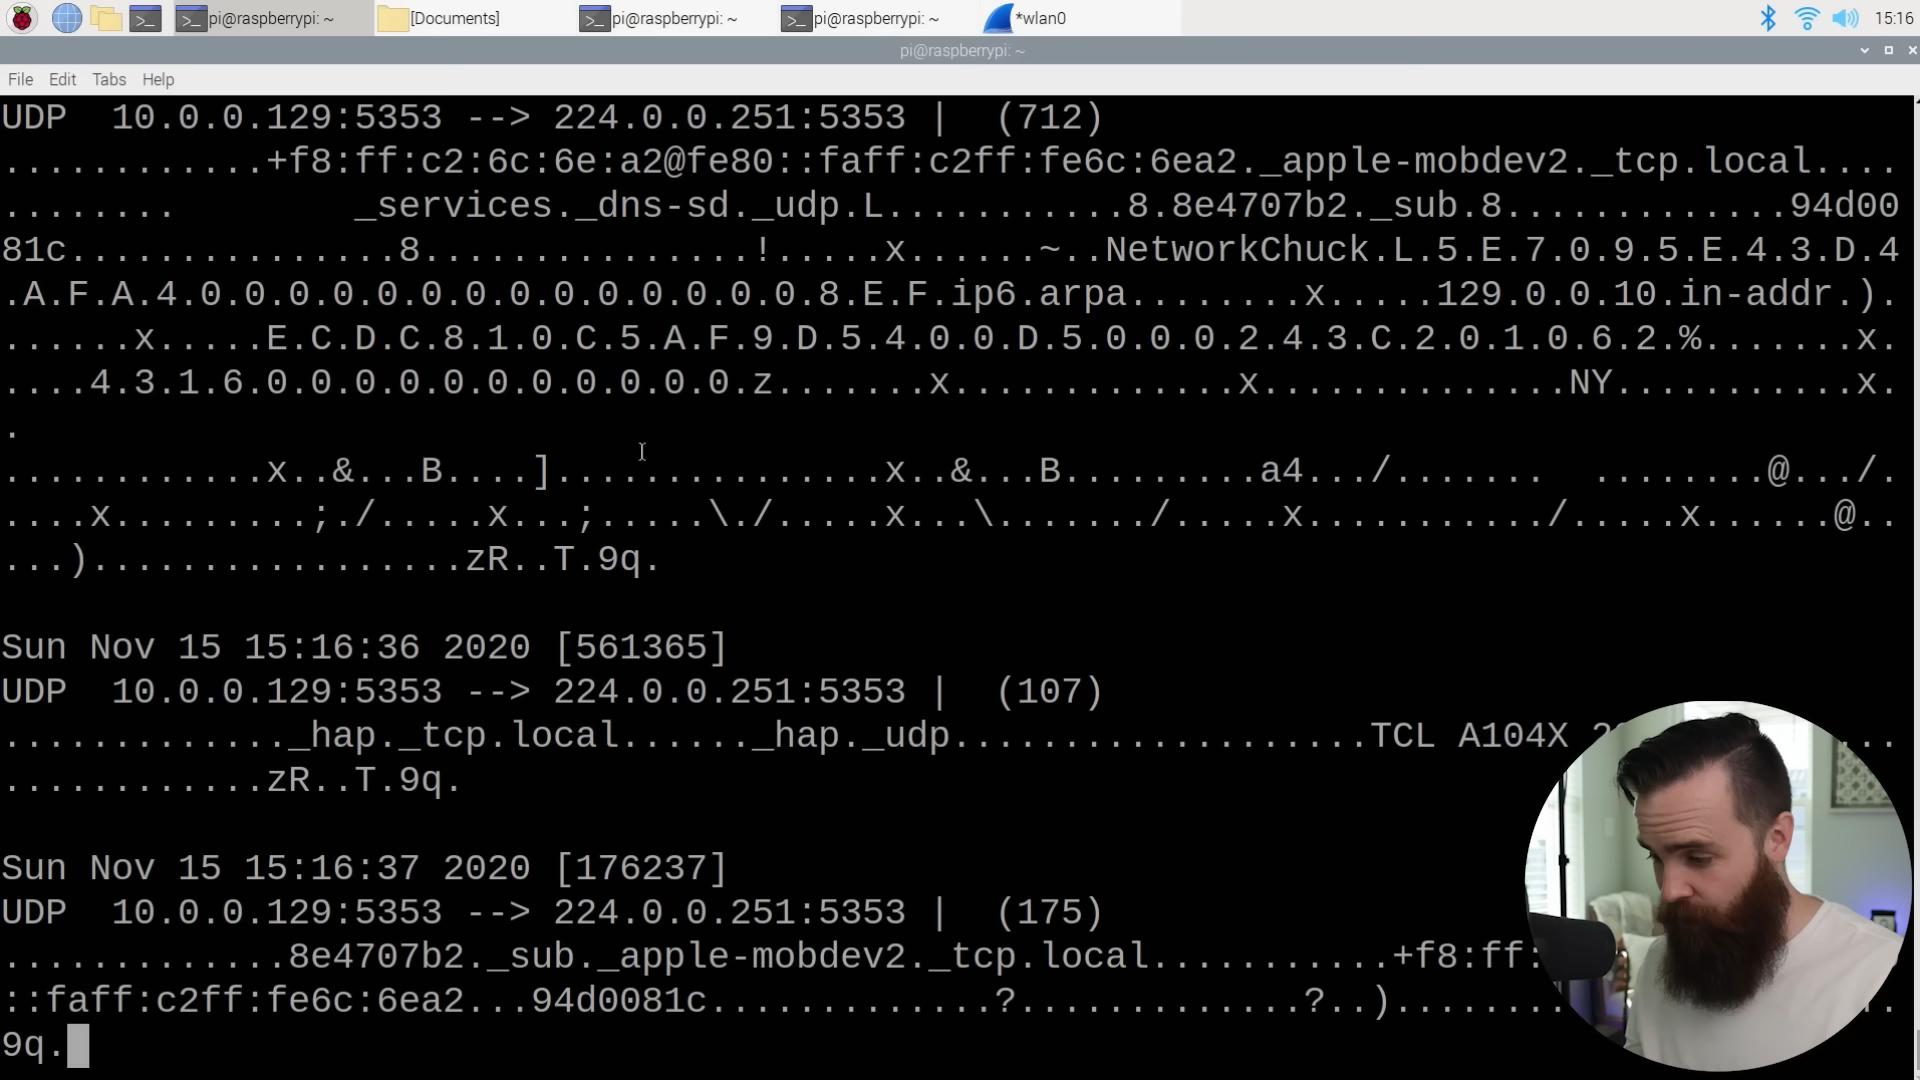 pi@raspberrypi: ~ [Documents] pi@raspberrypi: ~ pi@raspberrypi: ~ *wlan0 15:16
pi@raspberrypi: ~
File Edit Tabs Help
UDP  10.0.0.129:5353 --> 224.0.0.251:5353 |  (712)
............+f8:ff:c2:6c:6e:a2@fe80::faff:c2ff:fe6c:6ea2._apple-mobdev2._tcp.local....
........        _services._dns-sd._udp.L...........8.8e4707b2._sub.8.............94d00
81c...............8...............!.....x......~..NetworkChuck.L.5.E.7.0.9.5.E.4.3.D.4
.A.F.A.4.0.0.0.0.0.0.0.0.0.0.0.0.0.0.8.E.F.ip6.arpa........x.....129.0.0.10.in-addr.).
......x.....E.C.D.C.8.1.0.C.5.A.F.9.D.5.4.0.0.D.5.0.0.0.2.4.3.C.2.0.1.0.6.2.%.......x.
....4.3.1.6.0.0.0.0.0.0.0.0.0.0.0.z.......x.............x..............NY...........x.
.
............x..&...B....]...............x..&...B.........a4.../.......  ........@.../.
....x.........;./.....x...;.....\./.....x...\......./.....x.........../.....x......@..
...).................zR..T.9q.
Sun Nov 15 15:16:36 2020 [561365]
UDP  10.0.0.129:5353 --> 224.0.0.251:5353 |  (107)
............._hap._tcp.local......_hap._udp...................TCL A104X
............zR..T.9q.
Sun Nov 15 15:16:37 2020 [176237]
UDP  10.0.0.129:5353 --> 224.0.0.251:5353 |  (175)
.............8e4707b2._sub._apple-mobdev2._tcp.local...........+f8:ff:
::faff:c2ff:fe6c:6ea2...94d0081c.............?.............?..)........
9q.